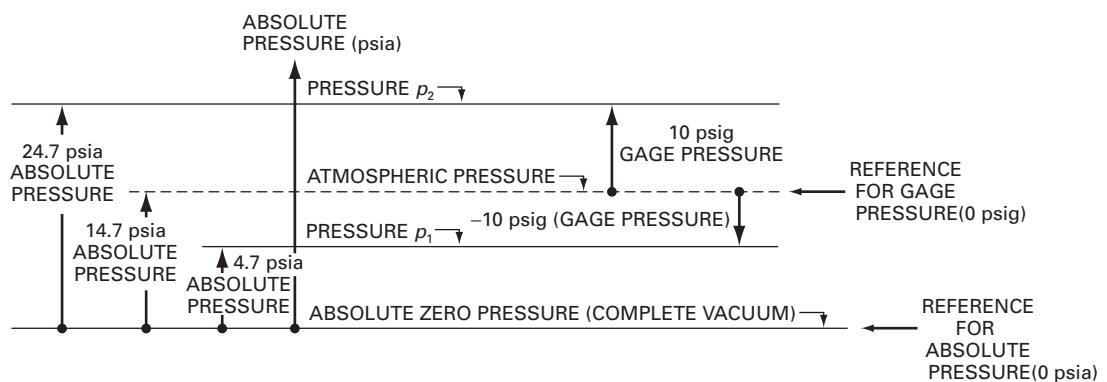 ABSOLUTE
PRESSURE (psia)
PRESSURE p₂
24.7 psia
ABSOLUTE
PRESSURE
10 psig
GAGE PRESSURE
ATMOSPHERIC PRESSURE
REFERENCE
FOR GAGE
PRESSURE(0 psig)
14.7 psia
ABSOLUTE
PRESSURE
PRESSURE p₁
–10 psig (GAGE PRESSURE)
4.7 psia
ABSOLUTE
PRESSURE
ABSOLUTE ZERO PRESSURE (COMPLETE VACUUM)
REFERENCE
FOR
ABSOLUTE
PRESSURE(0 psia)